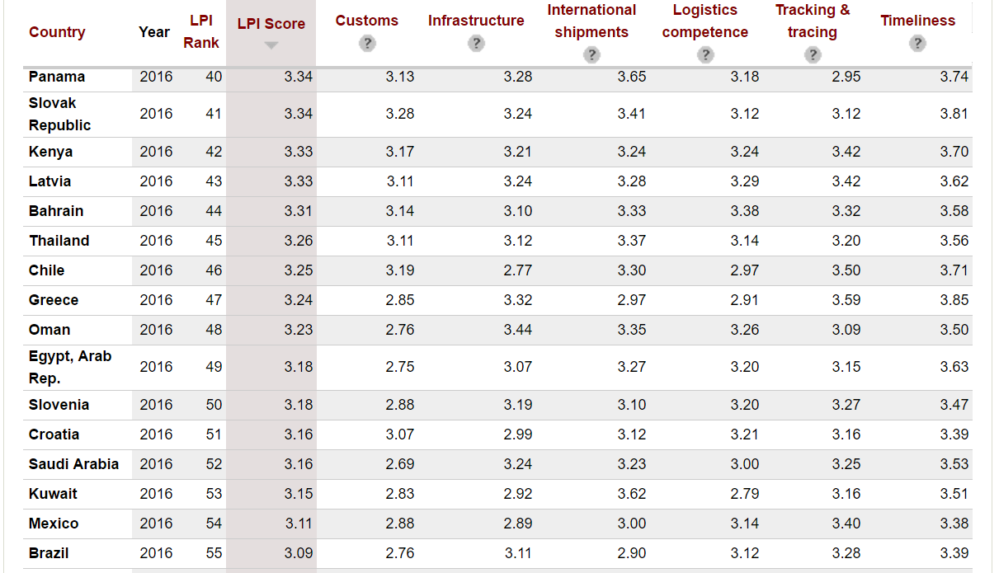 Country Year LPI Rank LPI Score Customs Infrastructure International shipments Logistics competence Tracking & tracing Timeliness
? ? ? ? ? ?
Panama 2016 40 3.34 3.13 3.28 3.65 3.18 2.95 3.74
Slovak Republic 2016 41 3.34 3.28 3.24 3.41 3.12 3.12 3.81
Kenya 2016 42 3.33 3.17 3.21 3.24 3.24 3.42 3.70
Latvia 2016 43 3.33 3.11 3.24 3.28 3.29 3.42 3.62
Bahrain 2016 44 3.31 3.14 3.10 3.33 3.38 3.32 3.58
Thailand 2016 45 3.26 3.11 3.12 3.37 3.14 3.20 3.56
Chile 2016 46 3.25 3.19 2.77 3.30 2.97 3.50 3.71
Greece 2016 47 3.24 2.85 3.32 2.97 2.91 3.59 3.85
Oman 2016 48 3.23 2.76 3.44 3.35 3.26 3.09 3.50
Egypt, Arab Rep. 2016 49 3.18 2.75 3.07 3.27 3.20 3.15 3.63
Slovenia 2016 50 3.18 2.88 3.19 3.10 3.20 3.27 3.47
Croatia 2016 51 3.16 3.07 2.99 3.12 3.21 3.16 3.39
Saudi Arabia 2016 52 3.16 2.69 3.24 3.23 3.00 3.25 3.53
Kuwait 2016 53 3.15 2.83 2.92 3.62 2.79 3.16 3.51
Mexico 2016 54 3.11 2.88 2.89 3.00 3.14 3.40 3.38
Brazil 2016 55 3.09 2.76 3.11 2.90 3.12 3.28 3.39